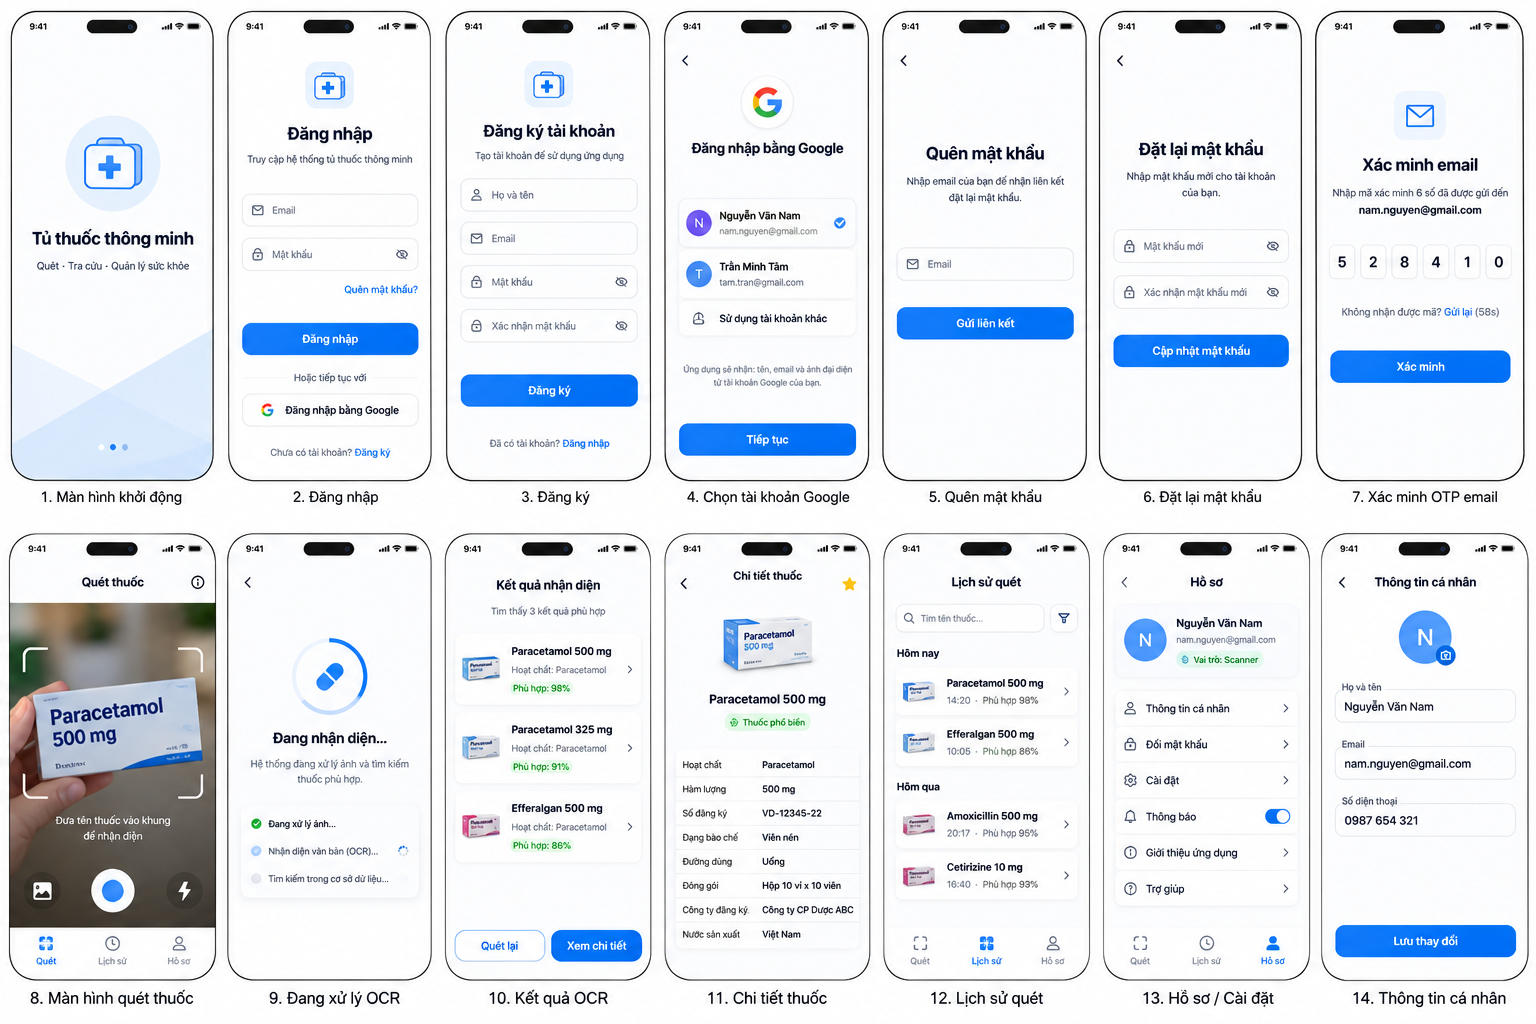 9:41
Tủ thuốc thông minh
Quét · Tra cứu · Quản lý sức khỏe
1. Màn hình khởi động
9:41
Đăng nhập
Truy cập hệ thống tủ thuốc thông minh
Email
Mật khẩu
Quên mật khẩu?
Đăng nhập
Hoặc tiếp tục với
Đăng nhập bằng Google
Chưa có tài khoản? Đăng ký
2. Đăng nhập
9:41
Đăng ký tài khoản
Tạo tài khoản để sử dụng ứng dụng
Họ và tên
Email
Mật khẩu
Xác nhận mật khẩu
Đăng ký
Đã có tài khoản? Đăng nhập
3. Đăng ký
9:41
Đăng nhập bằng Google
N
Nguyễn Văn Nam
nam.nguyen@gmail.com
T
Trần Minh Tâm
tam.tran@gmail.com
Sử dụng tài khoản khác
Ứng dụng sẽ nhận: tên, email và ảnh đại diện
từ tài khoản Google của bạn.
Tiếp tục
4. Chọn tài khoản Google
9:41
Quên mật khẩu
Nhập email của bạn để nhận liên kết
đặt lại mật khẩu.
Email
Gửi liên kết
5. Quên mật khẩu
9:41
Đặt lại mật khẩu
Nhập mật khẩu mới cho tài khoản
của bạn.
Mật khẩu mới
Xác nhận mật khẩu mới
Cập nhật mật khẩu
6. Đặt lại mật khẩu
9:41
Xác minh email
Nhập mã xác minh 6 số đã được gửi đến
nam.nguyen@gmail.com
5 2 8 4 1 0
Không nhận được mã? Gửi lại (58s)
Xác minh
7. Xác minh OTP email
9:41
Quét thuốc
Paracetamol
500 mg
Đưa tên thuốc vào khung
để nhận diện
Quét
Lịch sử
Hồ sơ
8. Màn hình quét thuốc
9:41
Đang nhận diện...
Hệ thống đang xử lý ảnh và tìm kiếm
thuốc phù hợp.
Đang xử lý ảnh...
Nhận diện văn bản (OCR)...
Tìm kiếm trong cơ sở dữ liệu...
9. Đang xử lý OCR
9:41
Kết quả nhận diện
Tìm thấy 3 kết quả phù hợp
Paracetamol 500 mg
Hoạt chất: Paracetamol
Phù hợp: 98%
Paracetamol 325 mg
Hoạt chất: Paracetamol
Phù hợp: 91%
Efferalgan 500 mg
Hoạt chất: Paracetamol
Phù hợp: 86%
Quét lại
Xem chi tiết
10. Kết quả OCR
9:41
Chi tiết thuốc
Paracetamol
500 mg
Paracetamol 500 mg
Thuốc phổ biến
Hoạt chất Paracetamol
Hàm lượng 500 mg
Số đăng ký VD-12345-22
Dạng bào chế Viên nén
Đường dùng Uống
Đóng gói Hộp 10 vỉ x 10 viên
Công ty đăng ký Công ty CP Dược ABC
Nước sản xuất Việt Nam
11. Chi tiết thuốc
9:41
Lịch sử quét
Tìm tên thuốc...
Hôm nay
Paracetamol 500 mg
14:20 · Phù hợp 98%
Efferalgan 500 mg
10:05 · Phù hợp 86%
Hôm qua
Amoxicillin 500 mg
20:17 · Phù hợp 95%
Cetirizine 10 mg
16:40 · Phù hợp 93%
Quét
Lịch sử
Hồ sơ
12. Lịch sử quét
9:41
Hồ sơ
N
Nguyễn Văn Nam
nam.nguyen@gmail.com
Vai trò: Scanner
Thông tin cá nhân
Đổi mật khẩu
Cài đặt
Thông báo
Giới thiệu ứng dụng
Trợ giúp
Quét
Lịch sử
Hồ sơ
13. Hồ sơ / Cài đặt
9:41
Thông tin cá nhân
N
Họ và tên
Nguyễn Văn Nam
Email
nam.nguyen@gmail.com
Số điện thoại
0987 654 321
Lưu thay đổi
14. Thông tin cá nhân